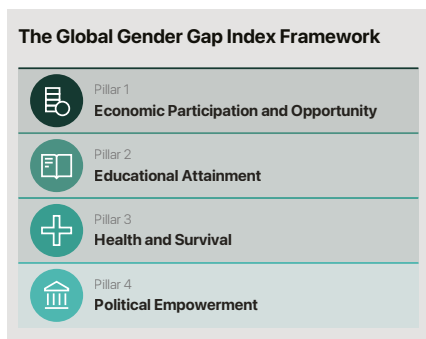 The Global Gender Gap Index Framework
Pillar 1
Economic Participation and Opportunity
Pillar 2
Educational Attainment
Pillar 3
Health and Survival
Pillar 4
Political Empowerment